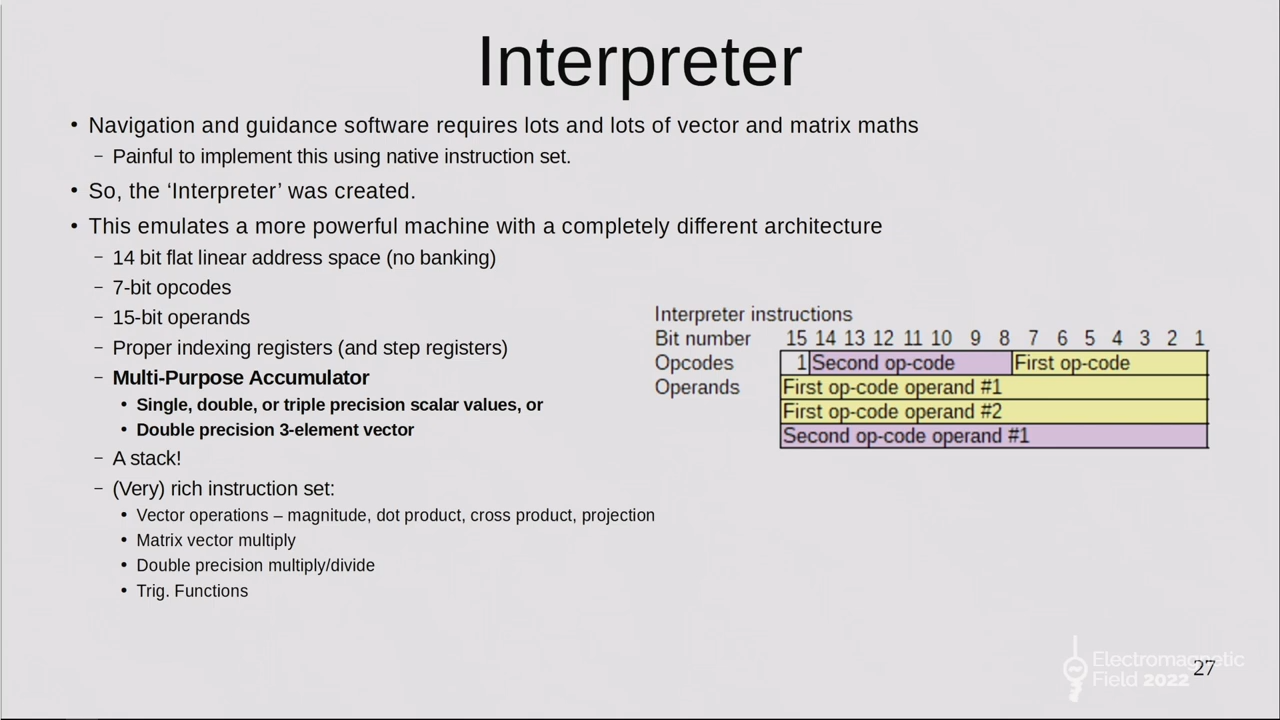 Interpreter
• Navigation and guidance software requires lots and lots of vector and matrix maths
– Painful to implement this using native instruction set.
• So, the ‘Interpreter’ was created.
• This emulates a more powerful machine with a completely different architecture
– 14 bit flat linear address space (no banking)
– 7-bit opcodes
– 15-bit operands
– Proper indexing registers (and step registers)
– Multi-Purpose Accumulator
• Single, double, or triple precision scalar values, or
• Double precision 3-element vector
– A stack!
– (Very) rich instruction set:
• Vector operations – magnitude, dot product, cross product, projection
• Matrix vector multiply
• Double precision multiply/divide
• Trig. Functions
Interpreter instructions
Bit number 15 14 13 12 11 10 9 8 7 6 5 4 3 2 1
Opcodes 1 Second op-code First op-code
Operands First op-code operand #1
First op-code operand #2
Second op-code operand #1
Electromagnetic
Field 2022
27